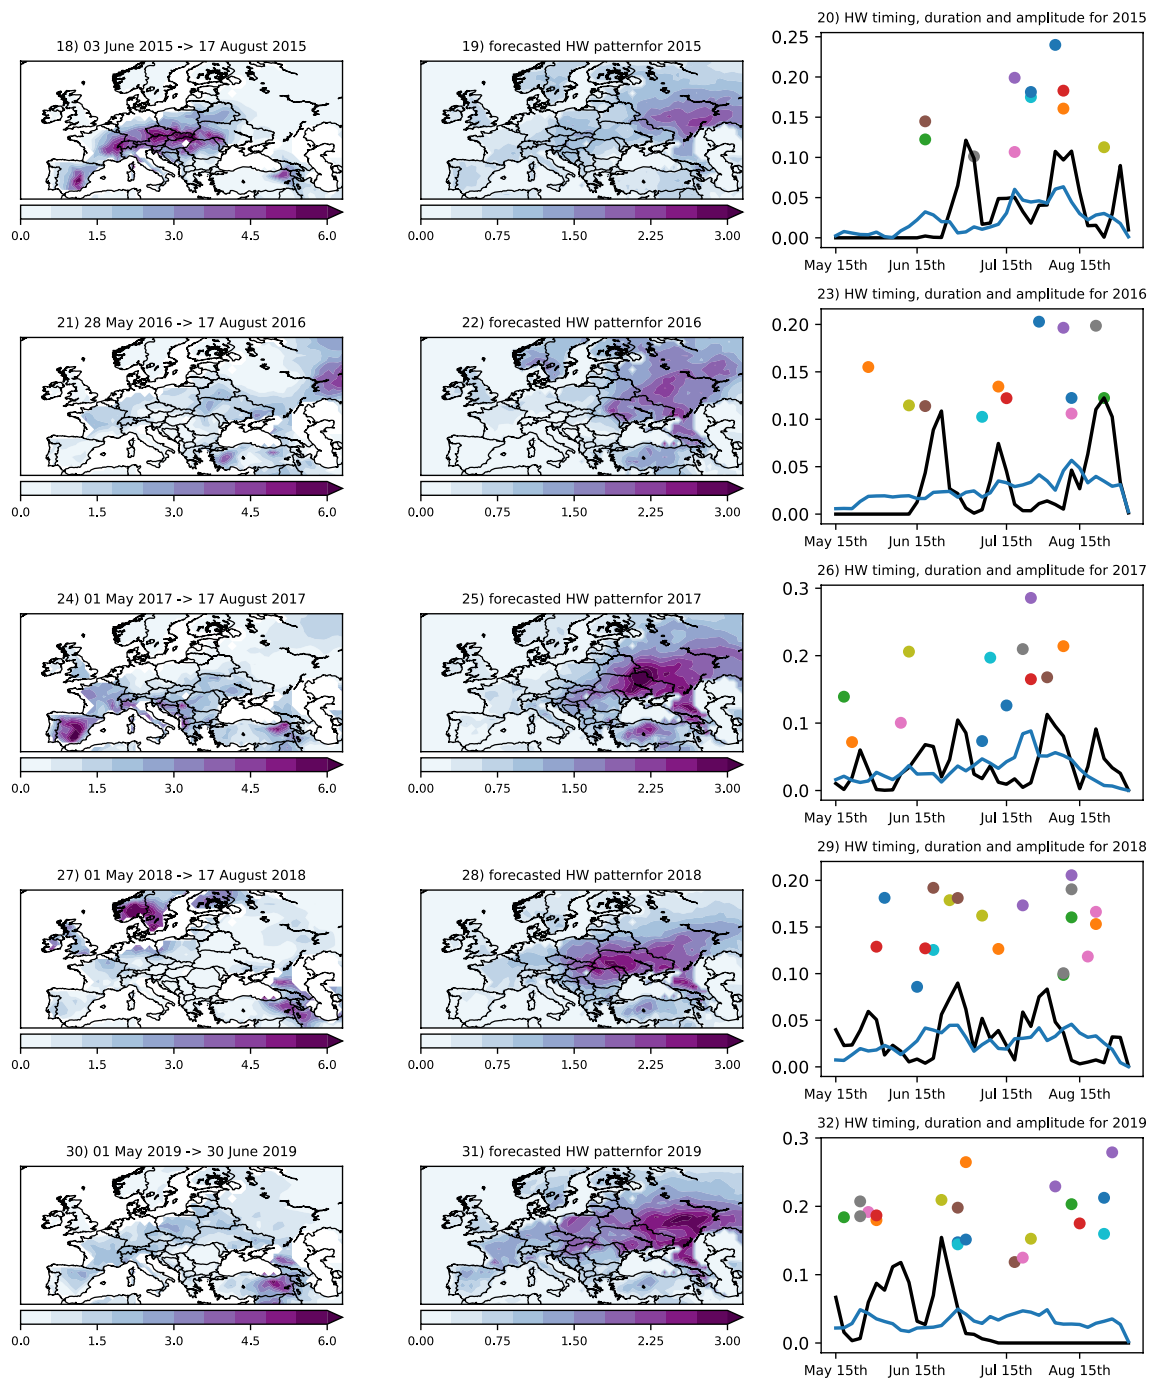 18) 03 June 2015 -> 17 August 2015
0.0 1.5 3.0 4.5 6.0
19) forecasted HW patternfor 2015
0.00 0.75 1.50 2.25 3.00
20) HW timing, duration and amplitude for 2015
0.25
0.20
0.15
0.10
0.05
0.00
May 15th Jun 15th Jul 15th Aug 15th
21) 28 May 2016 -> 17 August 2016
0.0 1.5 3.0 4.5 6.0
22) forecasted HW patternfor 2016
0.00 0.75 1.50 2.25 3.00
23) HW timing, duration and amplitude for 2016
0.20
0.15
0.10
0.05
0.00
May 15th Jun 15th Jul 15th Aug 15th
24) 01 May 2017 -> 17 August 2017
0.0 1.5 3.0 4.5 6.0
25) forecasted HW patternfor 2017
0.00 0.75 1.50 2.25 3.00
26) HW timing, duration and amplitude for 2017
0.3
0.2
0.1
0.0
May 15th Jun 15th Jul 15th Aug 15th
27) 01 May 2018 -> 17 August 2018
0.0 1.5 3.0 4.5 6.0
28) forecasted HW patternfor 2018
0.00 0.75 1.50 2.25 3.00
29) HW timing, duration and amplitude for 2018
0.20
0.15
0.10
0.05
0.00
May 15th Jun 15th Jul 15th Aug 15th
30) 01 May 2019 -> 30 June 2019
0.0 1.5 3.0 4.5 6.0
31) forecasted HW patternfor 2019
0.00 0.75 1.50 2.25 3.00
32) HW timing, duration and amplitude for 2019
0.3
0.2
0.1
0.0
May 15th Jun 15th Jul 15th Aug 15th